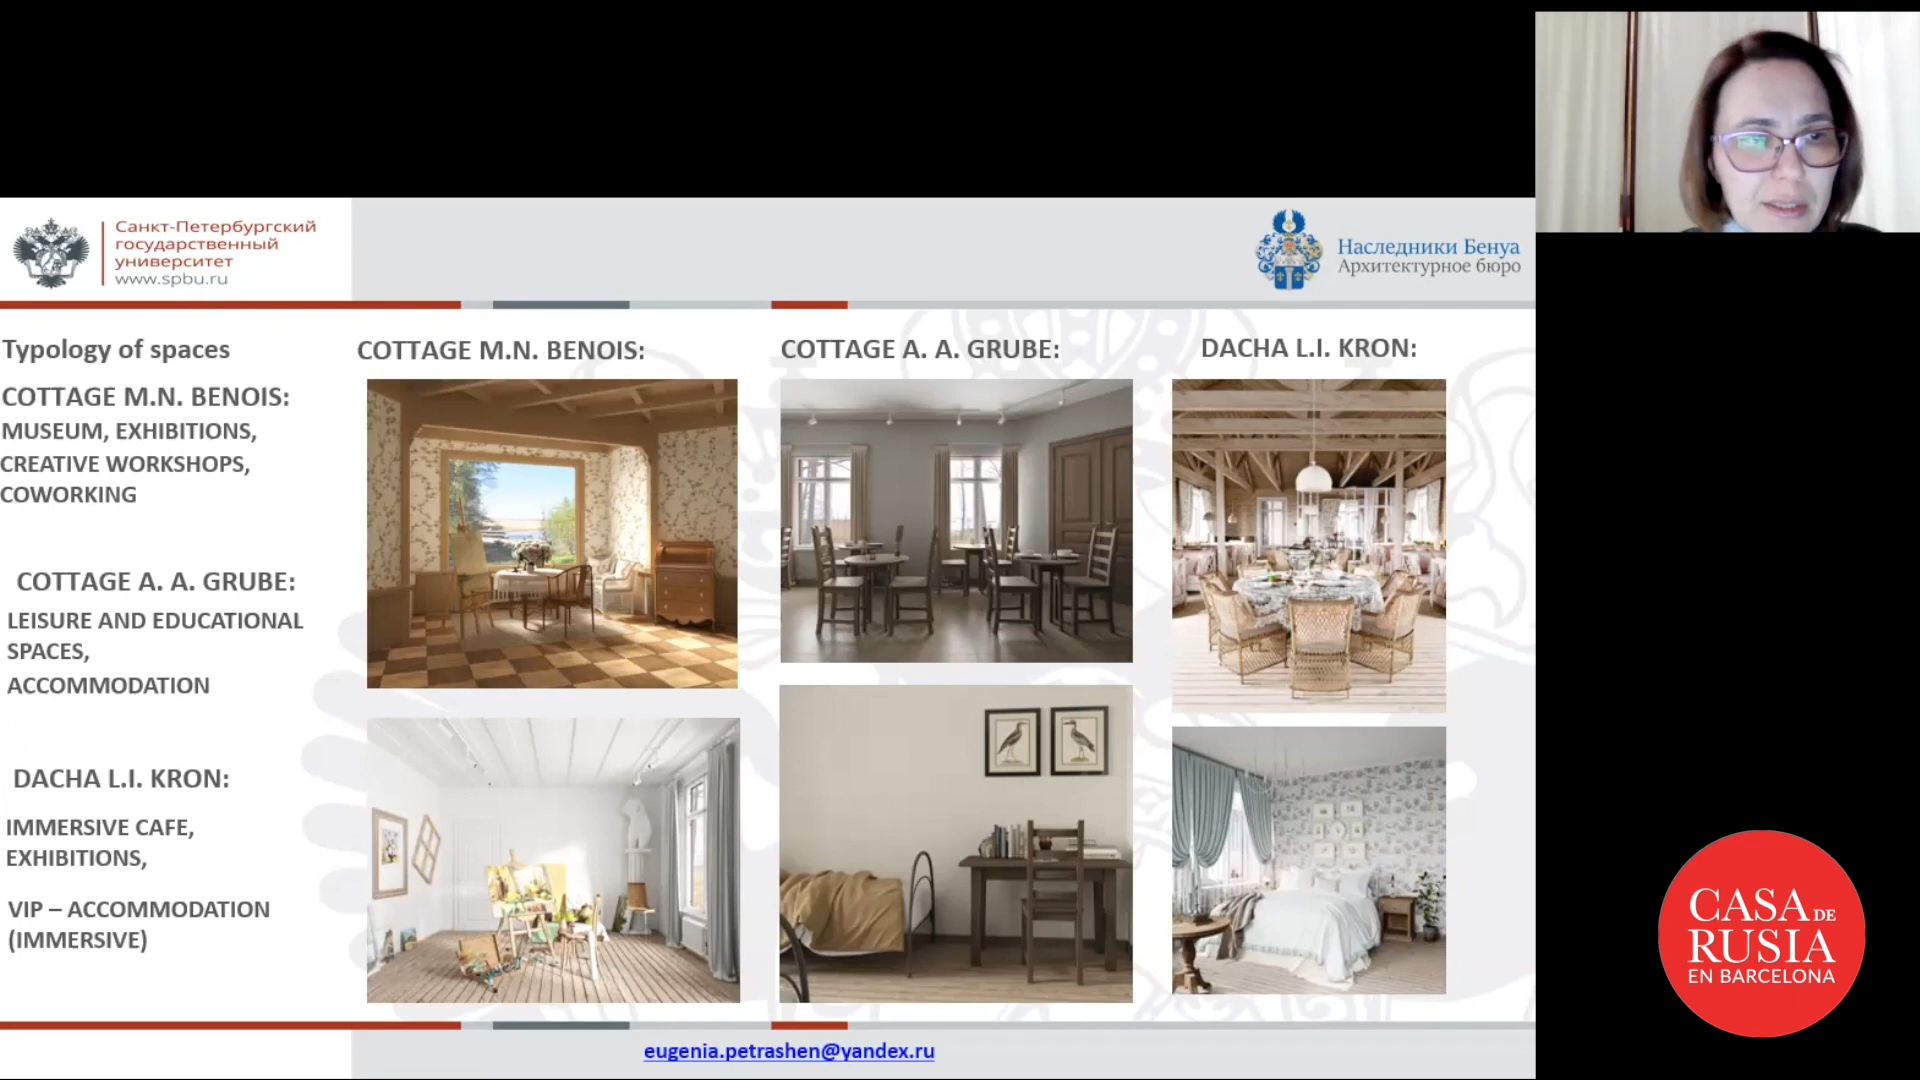 Санкт-Петербургский
государственный
университет
www.spbu.ru
Наследники Бенуа
Архитектурное бюро
Typology of spaces
COTTAGE M.N. BENOIS:
MUSEUM, EXHIBITIONS,
CREATIVE WORKSHOPS,
COWORKING
COTTAGE A. A. GRUBE:
LEISURE AND EDUCATIONAL
SPACES,
ACCOMMODATION
DACHA L.I. KRON:
IMMERSIVE CAFE,
EXHIBITIONS,
VIP – ACCOMMODATION
(IMMERSIVE)
COTTAGE M.N. BENOIS:
COTTAGE A. A. GRUBE:
DACHA L.I. KRON:
eugenia.petrashen@yandex.ru
CASA DE
RUSIA
EN BARCELONA